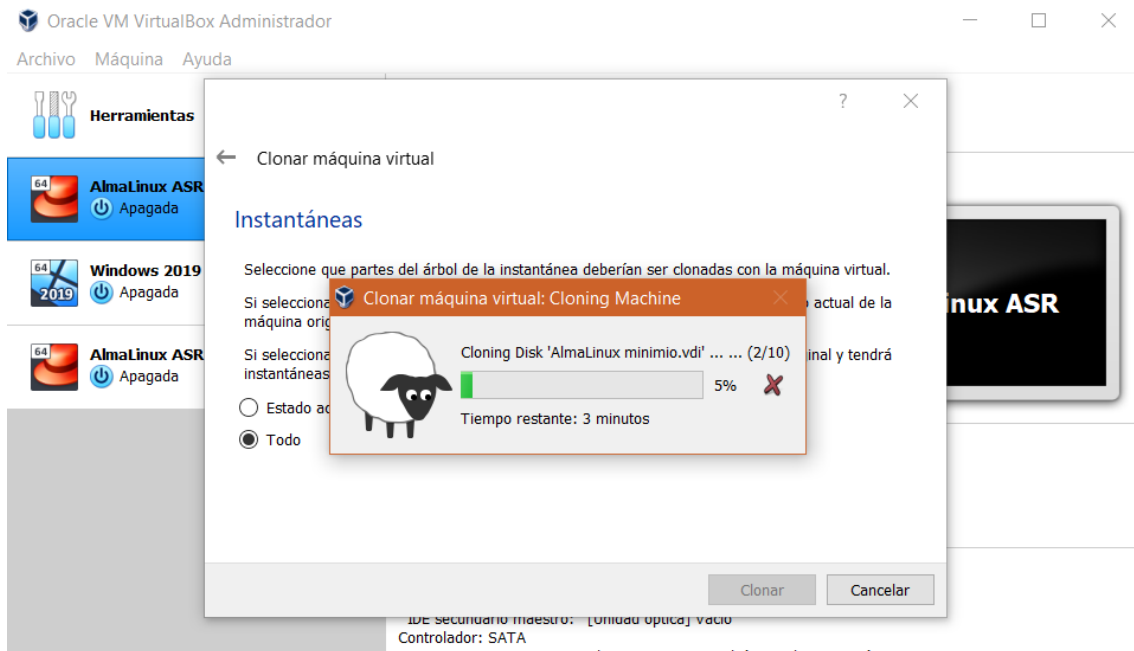 Oracle VM VirtualBox Administrador
Archivo Máquina Ayuda
Herramientas
64
AlmaLinux ASR
Apagada
64
2019
Windows 2019
Apagada
64
AlmaLinux ASR
Apagada
?
Clonar máquina virtual
Instantáneas
Seleccione que partes del árbol de la instantánea deberían ser clonadas con la máquina virtual.
Si selecciona
actual de la
máquina orig
Si selecciona
inal y tendrá
instantáneas
Estado ac
Todo
Clonar máquina virtual: Cloning Machine
Cloning Disk 'AlmaLinux minimio.vdi' ... ... (2/10)
5%
Tiempo restante: 3 minutos
Clonar
Cancelar
inux ASR
IDE secundario maestro: [Unidad óptica] Vacío
Controlador: SATA